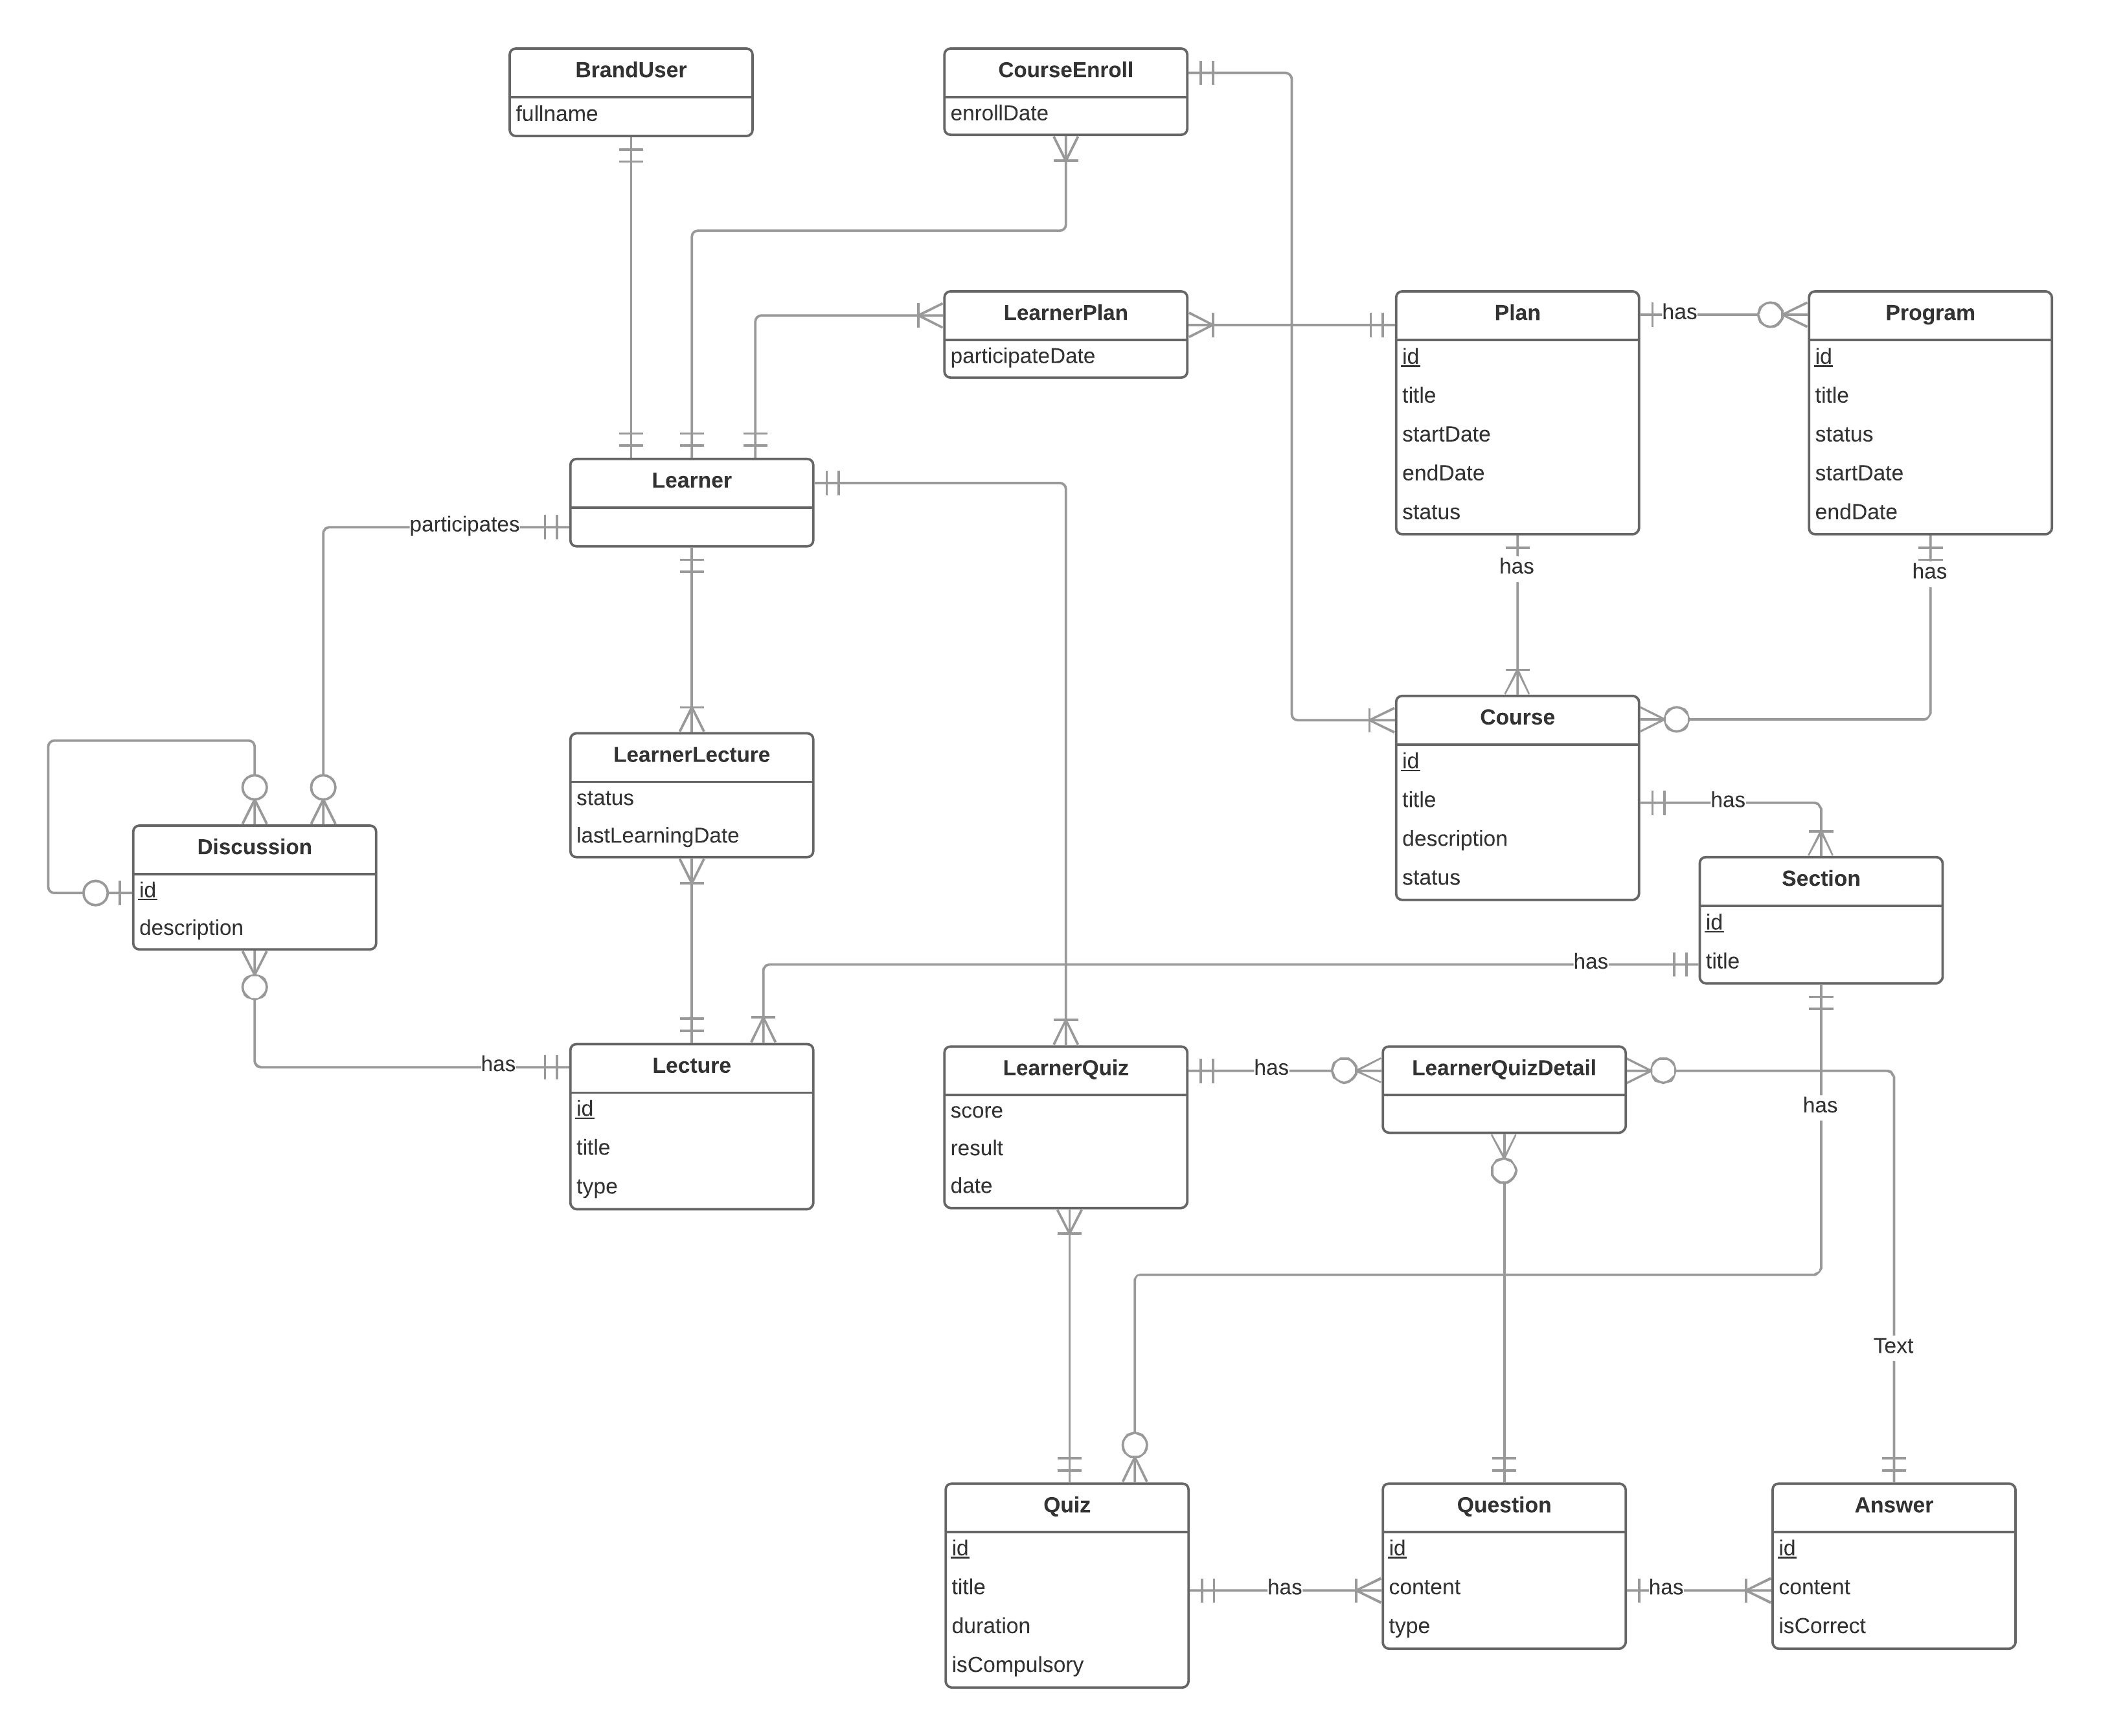 BrandUser
fullname
CourseEnroll
enrollDate
LearnerPlan
participateDate
Plan
id
title
startDate
endDate
status
has
Program
id
title
status
startDate
endDate
Learner
participates
has
has
Course
id
title
description
status
has
LearnerLecture
status
lastLearningDate
Discussion
id
description
Section
id
title
has
has
Lecture
id
title
type
LearnerQuiz
score
result
date
has
LearnerQuizDetail
has
Text
Quiz
id
title
duration
isCompulsory
has
Question
id
content
type
has
Answer
id
content
isCorrect